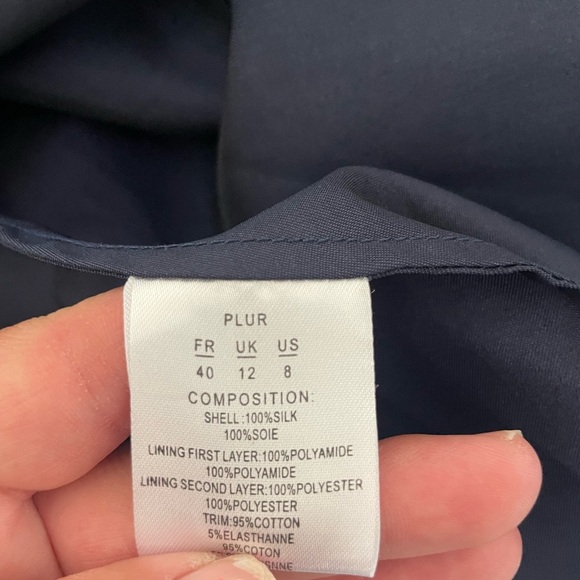 PLUR
FR UK US
40 12 8
COMPOSITION:
SHELL:100%SILK
100%SOIE
LINING FIRST LAYER:100%POLYAMIDE
100%POLYAMIDE
LINING SECOND LAYER:100%POLYESTER
100%POLYESTER
TRIM:95%COTTON
5%ELASTHANNE
95%COTON